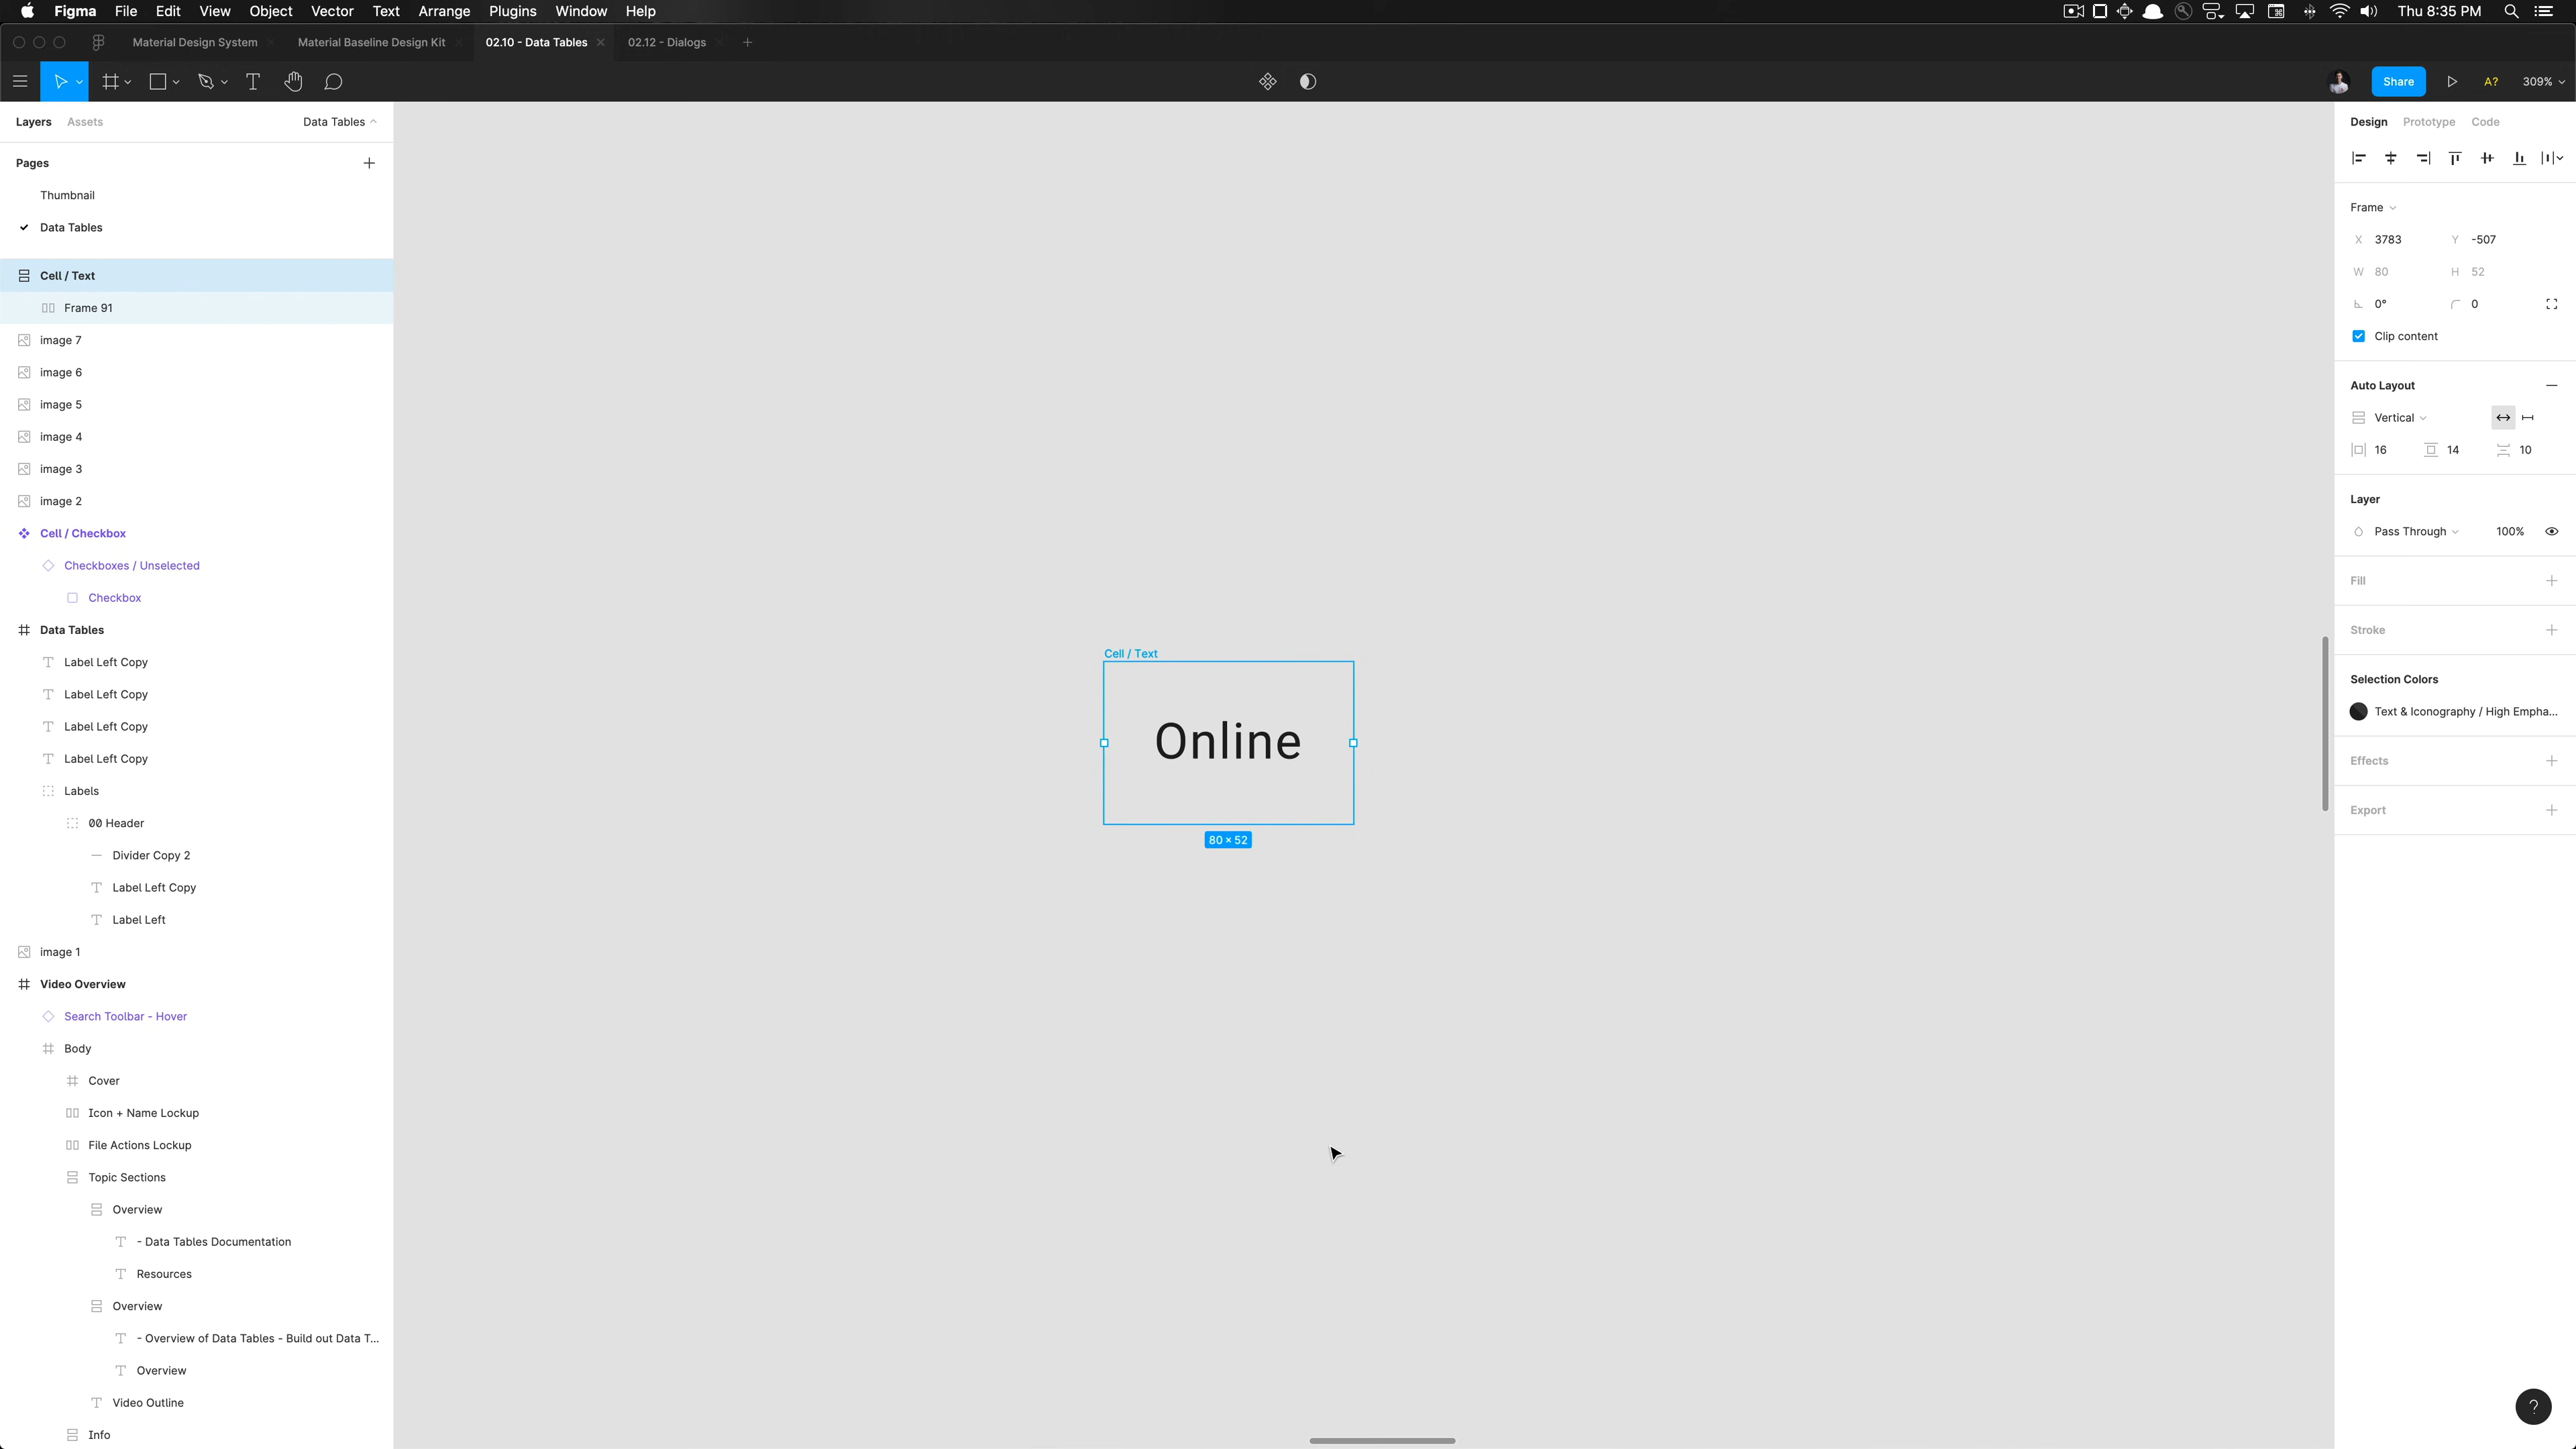 Figma File Edit View Object Vector Text Arrange Plugins Window Help Thu 8:35 PM
Material Design System Material Baseline Design Kit 02.10 - Data Tables 02.12 - Dialogs
Share A? 309%
Layers Assets Data Tables
Pages
Thumbnail
Data Tables
Cell / Text
Frame 91
image 7
image 6
image 5
image 4
image 3
image 2
Cell / Checkbox
Checkboxes / Unselected
Checkbox
Data Tables
Label Left Copy
Label Left Copy
Label Left Copy
Label Left Copy
Labels
00 Header
Divider Copy 2
Label Left Copy
Label Left
image 1
Video Overview
Search Toolbar - Hover
Body
Cover
Icon + Name Lockup
File Actions Lockup
Topic Sections
Overview
- Data Tables Documentation
Resources
Overview
- Overview of Data Tables - Build out Data T...
Overview
Video Outline
Info
Cell / Text
Online
80 × 52
Design Prototype Code
Frame
X 3783 Y -507
W 80 H 52
0° 0
Clip content
Auto Layout
Vertical
16 14 10
Layer
Pass Through 100%
Fill
Stroke
Selection Colors
Text & Iconography / High Empha...
Effects
Export
?